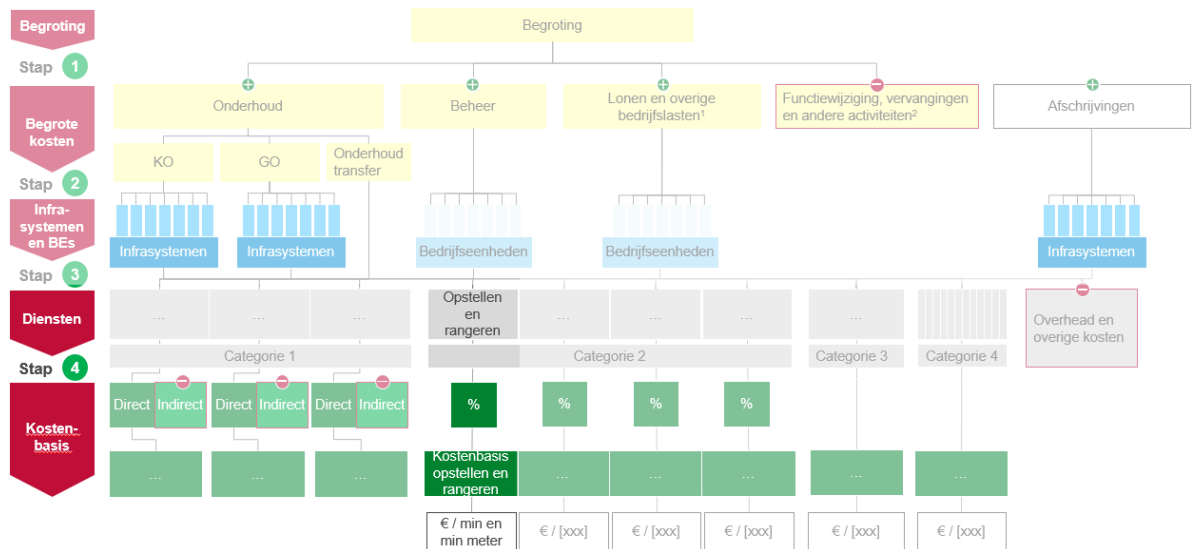 Begroting
Begroting
Stap 1
Begrote
kosten
Onderhoud
Beheer
Lonen en overige
bedrijfslasten¹
Functiewijziging, vervangingen
en andere activiteiten²
Afschrijvingen
KO
GO
Onderhoud
transfer
Stap 2
Infra-
systemen
en BEs
Infrasystemen
Infrasystemen
Bedrijfseenheden
Bedrijfseenheden
Infrasystemen
Stap 3
Diensten
...
...
...
Opstellen
en
rangeren
...
...
...
...
...
Overhead en
overige kosten
Categorie 1
Categorie 2
Categorie 3
Categorie 4
Stap 4
Kosten-
basis
Direct
Indirect
Direct
Indirect
Direct
Indirect
%
%
%
%
...
...
...
Kostenbasis
opstellen en
rangeren
...
...
...
...
...
€ / min en
min meter
€ / [xxx]
€ / [xxx]
€ / [xxx]
€ / [xxx]
€ / [xxx]